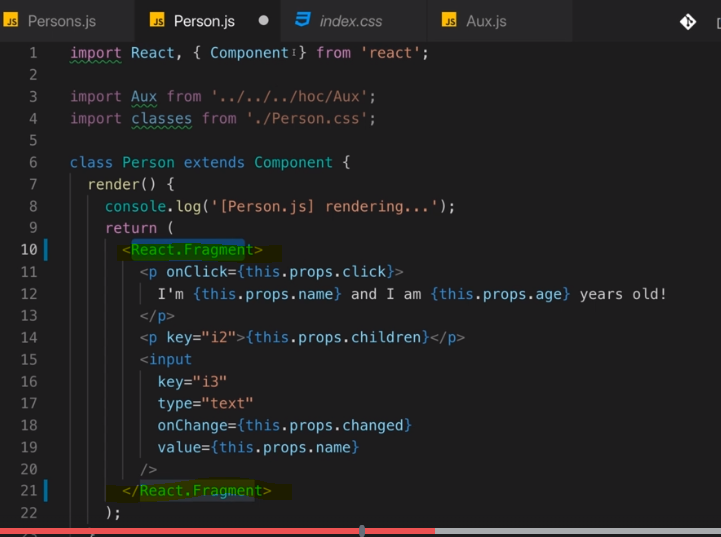 JS Persons.js JS Person.js index.css JS Aux.js
1 import React, { Component } from 'react';
2
3 import Aux from '../../../hoc/Aux';
4 import classes from './Person.css';
5
6 class Person extends Component {
7 render() {
8 console.log('[Person.js] rendering...');
9 return (
10 <React.Fragment>
11 <p onClick={this.props.click}>
12 I'm {this.props.name} and I am {this.props.age} years old!
13 </p>
14 <p key="i2">{this.props.children}</p>
15 <input
16 key="i3"
17 type="text"
18 onChange={this.props.changed}
19 value={this.props.name}
20 />
21 </React.Fragment>
22 );